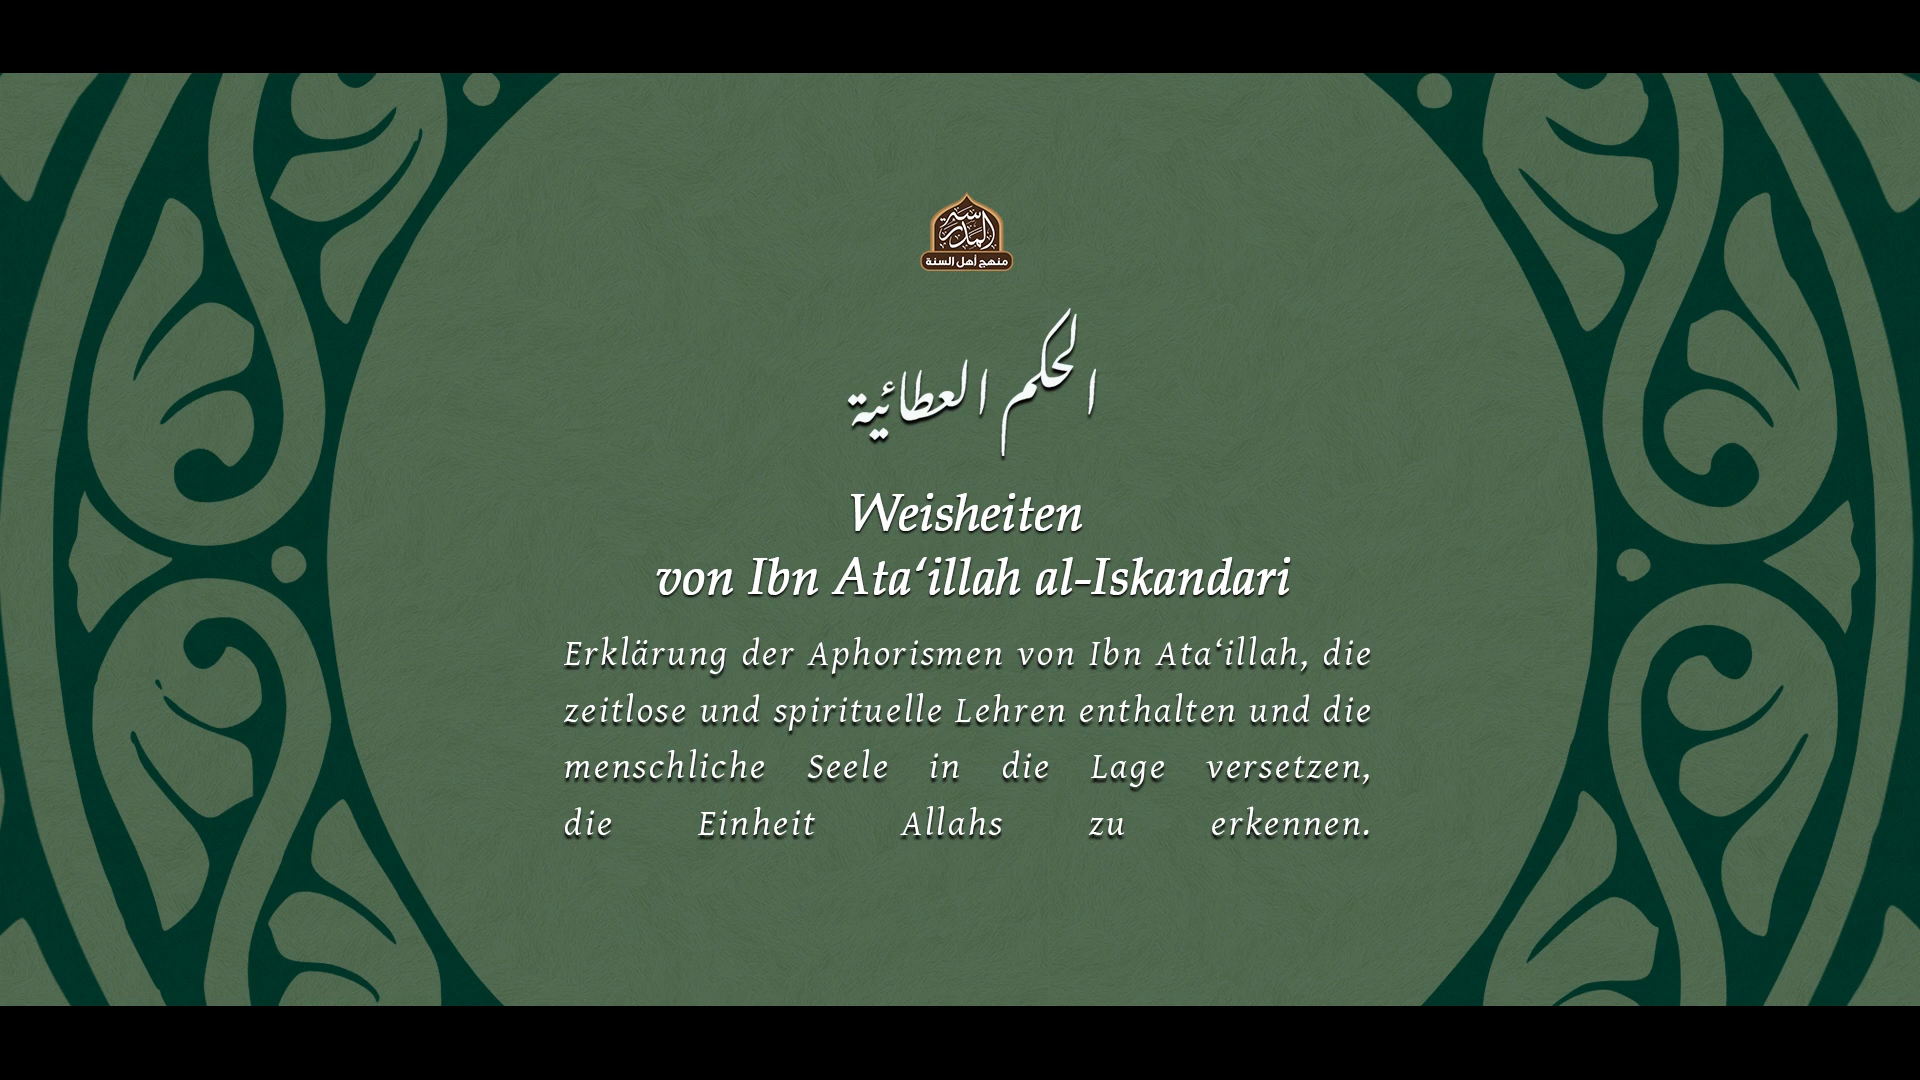 المدرسة
منهج أهل السنة
الحكم العطائية
Weisheiten
von Ibn Ata‘illah al-Iskandari
Erklärung der Aphorismen von Ibn Ata‘illah, die
zeitlose und spirituelle Lehren enthalten und die
menschliche Seele in die Lage versetzen,
die Einheit Allahs zu erkennen.